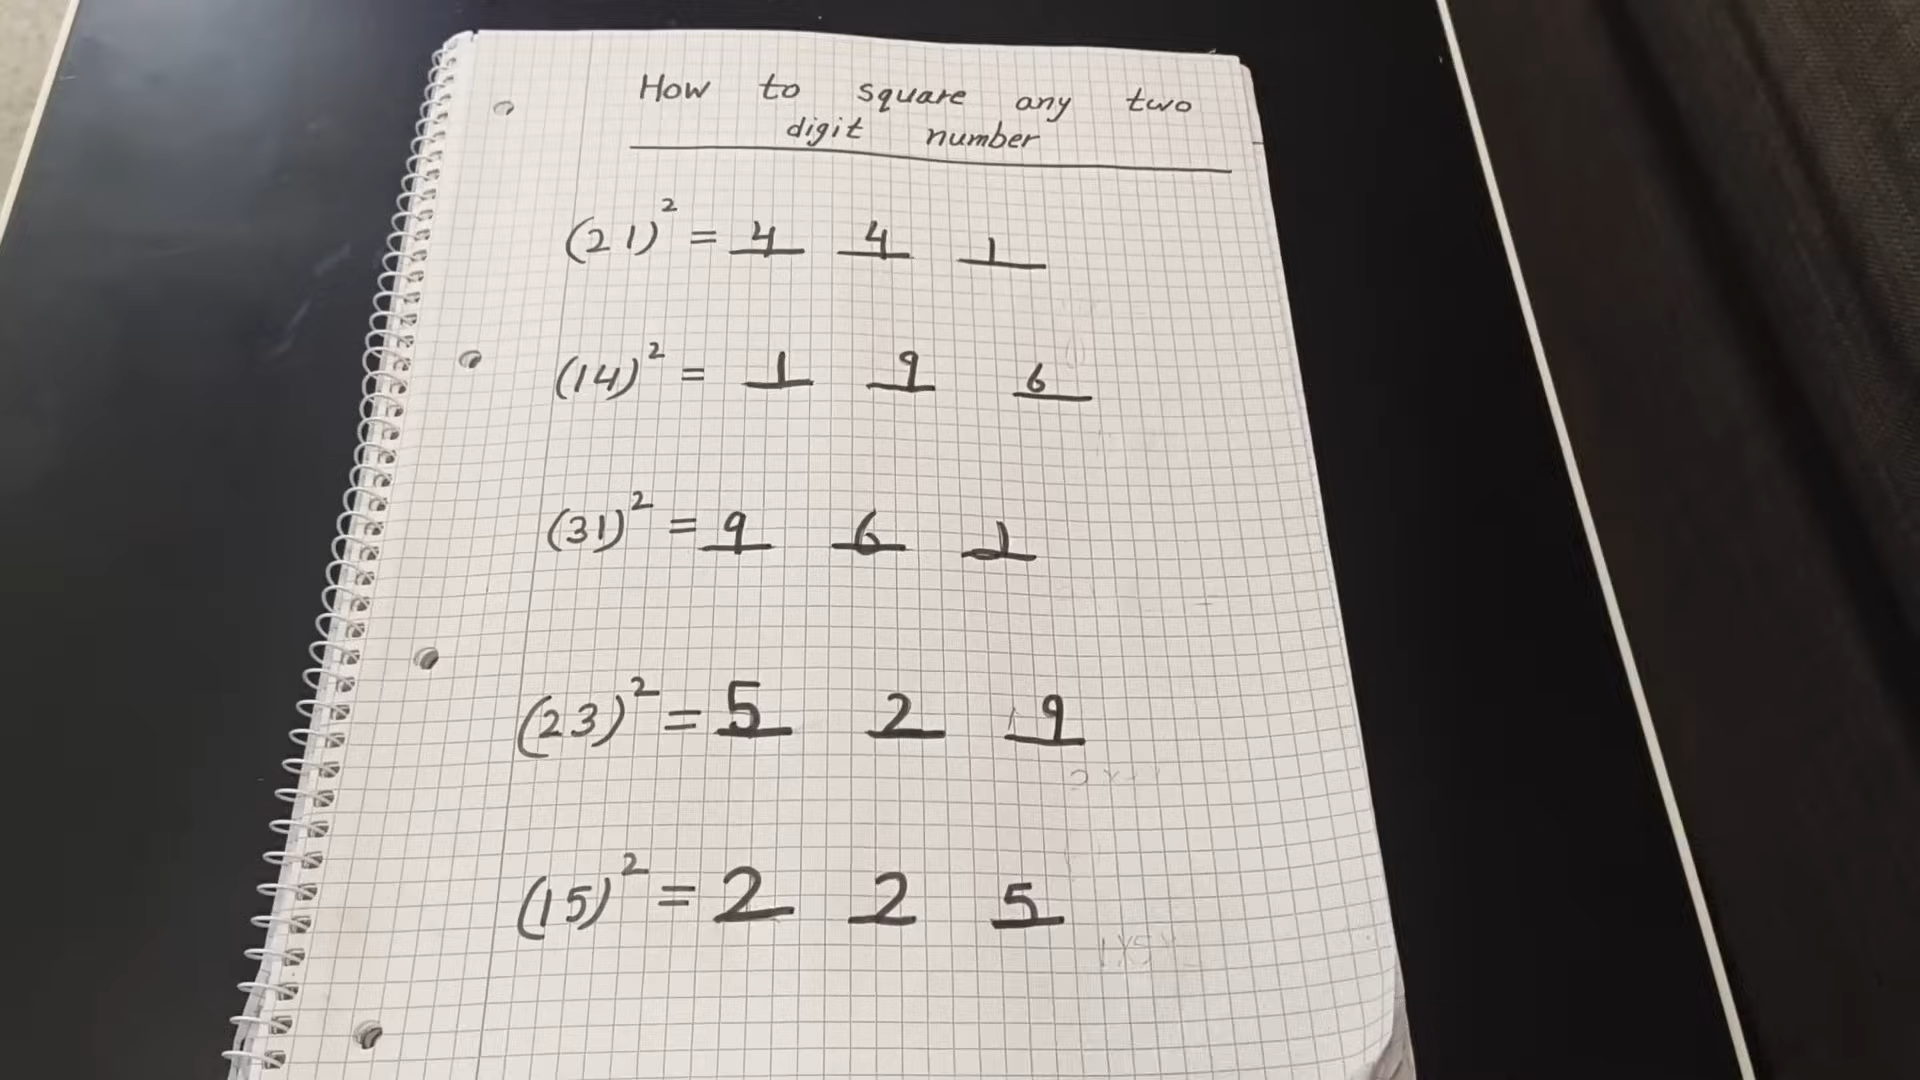 How to square any two
digit number
(21)² = 4 4 1
(14)² = 1 9 6
(31)² = 9 6 1
(23)² = 5 2 9
(15)² = 2 2 5